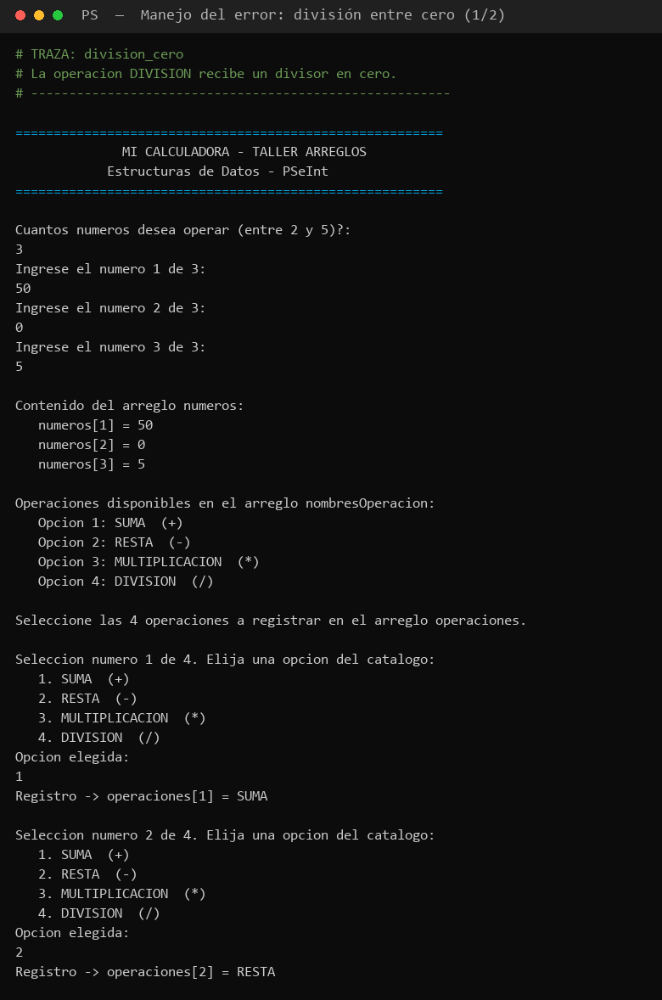 PS — Manejo del error: división entre cero (1/2)
# TRAZA: division_cero
# La operacion DIVISION recibe un divisor en cero.
# -------------------------------------------------------
========================================================
MI CALCULADORA - TALLER ARREGLOS
Estructuras de Datos - PSeInt
========================================================
Cuantos numeros desea operar (entre 2 y 5)?:
3
Ingrese el numero 1 de 3:
50
Ingrese el numero 2 de 3:
0
Ingrese el numero 3 de 3:
5
Contenido del arreglo numeros:
numeros[1] = 50
numeros[2] = 0
numeros[3] = 5
Operaciones disponibles en el arreglo nombresOperacion:
Opcion 1: SUMA  (+)
Opcion 2: RESTA  (-)
Opcion 3: MULTIPLICACION  (*)
Opcion 4: DIVISION  (/)
Seleccione las 4 operaciones a registrar en el arreglo operaciones.
Seleccion numero 1 de 4. Elija una opcion del catalogo:
1. SUMA  (+)
2. RESTA  (-)
3. MULTIPLICACION  (*)
4. DIVISION  (/)
Opcion elegida:
1
Registro -> operaciones[1] = SUMA
Seleccion numero 2 de 4. Elija una opcion del catalogo:
1. SUMA  (+)
2. RESTA  (-)
3. MULTIPLICACION  (*)
4. DIVISION  (/)
Opcion elegida:
2
Registro -> operaciones[2] = RESTA